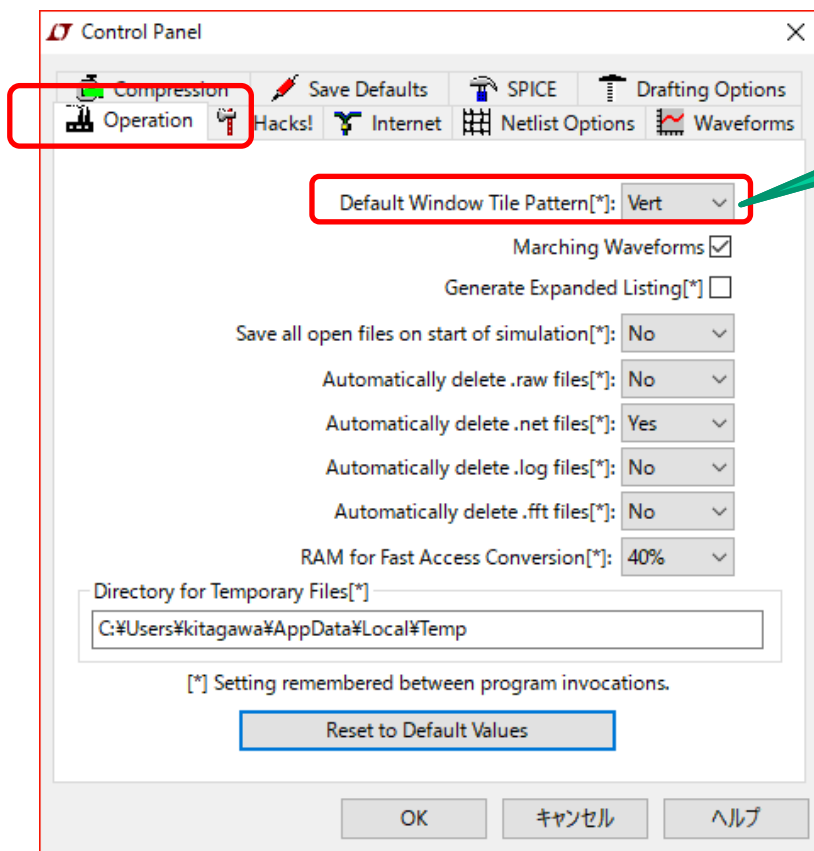 Control Panel
Compression Save Defaults SPICE Drafting Options
Operation Hacks! Internet Netlist Options Waveforms
Default Window Tile Pattern[*]: Vert
Marching Waveforms
Generate Expanded Listing[*]
Save all open files on start of simulation[*]: No
Automatically delete .raw files[*]: No
Automatically delete .net files[*]: Yes
Automatically delete .log files[*]: No
Automatically delete .fft files[*]: No
RAM for Fast Access Conversion[*]: 40%
Directory for Temporary Files[*]
C:¥Users¥kitagawa¥AppData¥Local¥Temp
[*] Setting remembered between program invocations.
Reset to Default Values
OK キャンセル ヘルプ